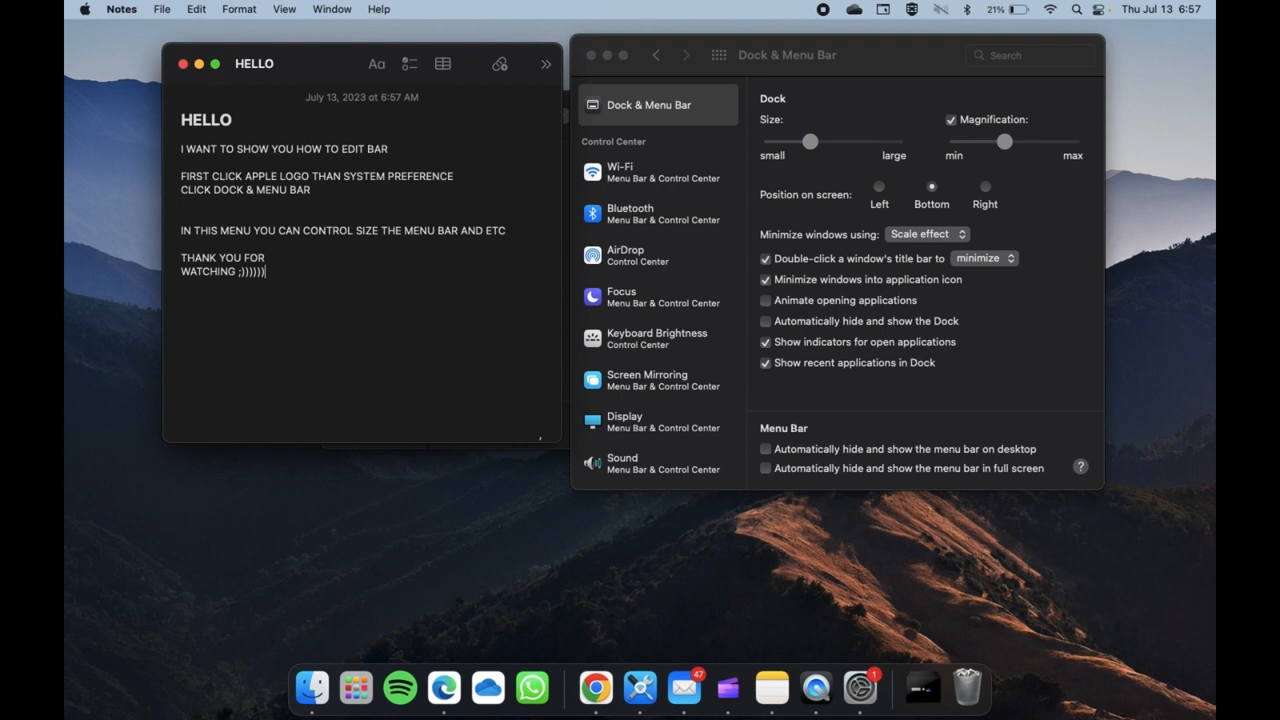 Notes File Edit Format View Window Help 21% Thu Jul 13 6:57
HELLO Aa
July 13, 2023 at 6:57 AM
HELLO
I WANT TO SHOW YOU HOW TO EDIT BAR
FIRST CLICK APPLE LOGO THAN SYSTEM PREFERENCE
CLICK DOCK & MENU BAR
IN THIS MENU YOU CAN CONTROL SIZE THE MENU BAR AND ETC
THANK YOU FOR
WATCHING ;))))))
Dock & Menu Bar Search
Dock & Menu Bar
Control Center
Wi-Fi
Menu Bar & Control Center
Bluetooth
Menu Bar & Control Center
AirDrop
Control Center
Focus
Menu Bar & Control Center
Keyboard Brightness
Control Center
Screen Mirroring
Menu Bar & Control Center
Display
Menu Bar & Control Center
Sound
Menu Bar & Control Center
Dock
Size: Magnification:
small large min max
Position on screen: Left Bottom Right
Minimize windows using: Scale effect
Double-click a window's title bar to minimize
Minimize windows into application icon
Animate opening applications
Automatically hide and show the Dock
Show indicators for open applications
Show recent applications in Dock
Menu Bar
Automatically hide and show the menu bar on desktop
Automatically hide and show the menu bar in full screen
?
47 1